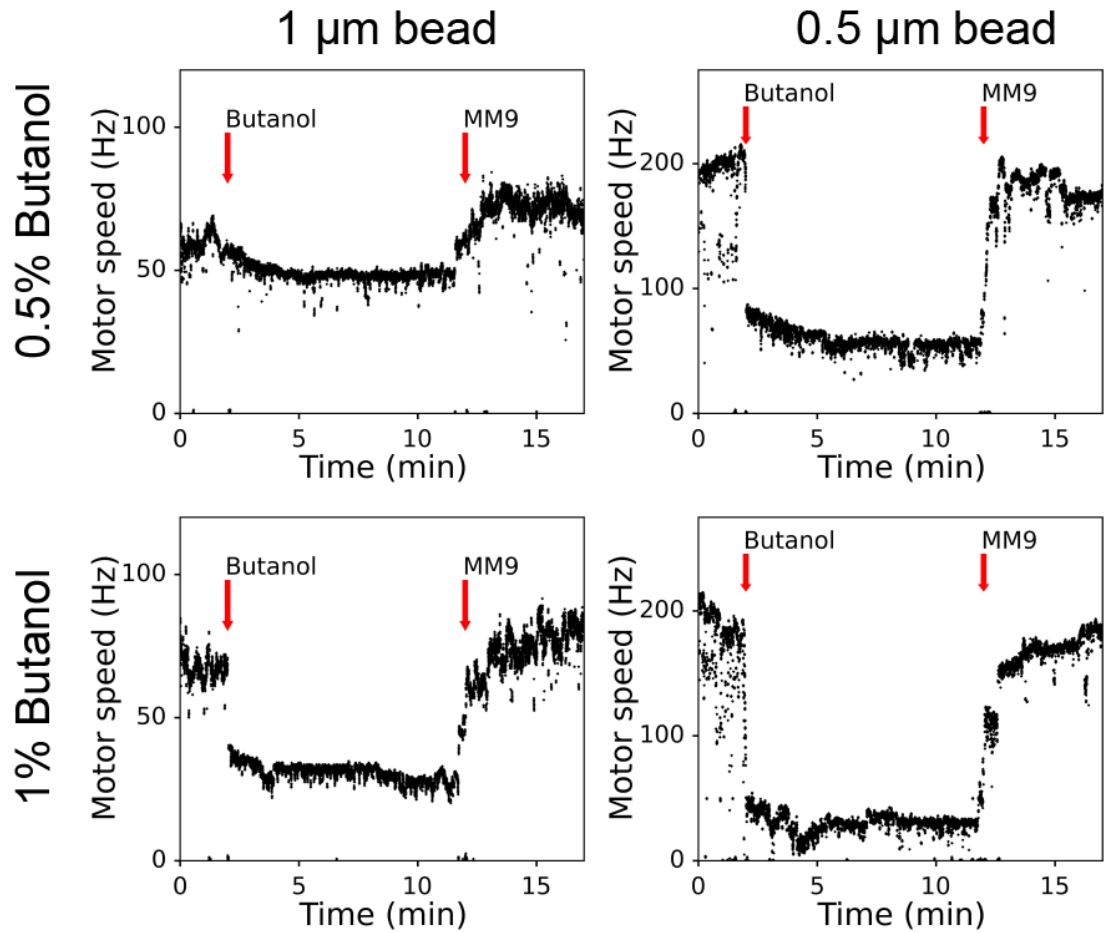 1 µm bead
0.5 µm bead
0.5% Butanol
Motor speed (Hz)
100
50
0
Butanol
MM9
0 5 10 15
Time (min)
Motor speed (Hz)
200
100
0
Butanol
MM9
0 5 10 15
Time (min)
1% Butanol
Motor speed (Hz)
100
50
0
Butanol
MM9
0 5 10 15
Time (min)
Motor speed (Hz)
200
100
0
Butanol
MM9
0 5 10 15
Time (min)